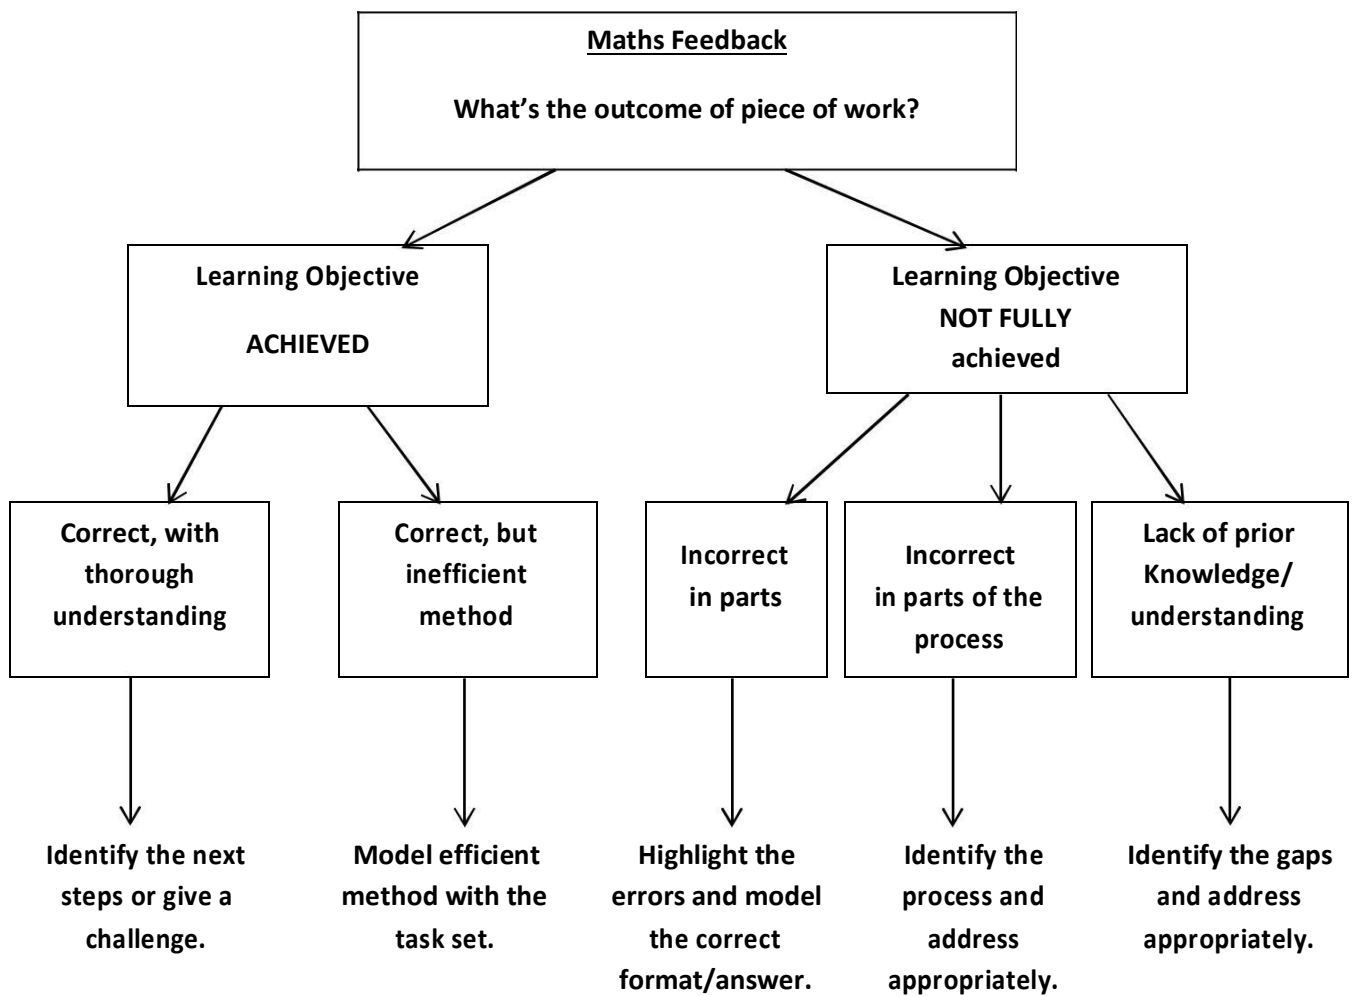 Maths Feedback
What's the outcome of piece of work?
Learning Objective
ACHIEVED
Learning Objective
NOT FULLY
achieved
Correct, with
thorough
understanding
Correct, but
inefficient
method
Incorrect
in parts
Incorrect
in parts of the
process
Lack of prior
Knowledge/
understanding
Identify the next
steps or give a
challenge.
Model efficient
method with the
task set.
Highlight the
errors and model
the correct
format/answer.
Identify the
process and
address
appropriately.
Identify the gaps
and address
appropriately.